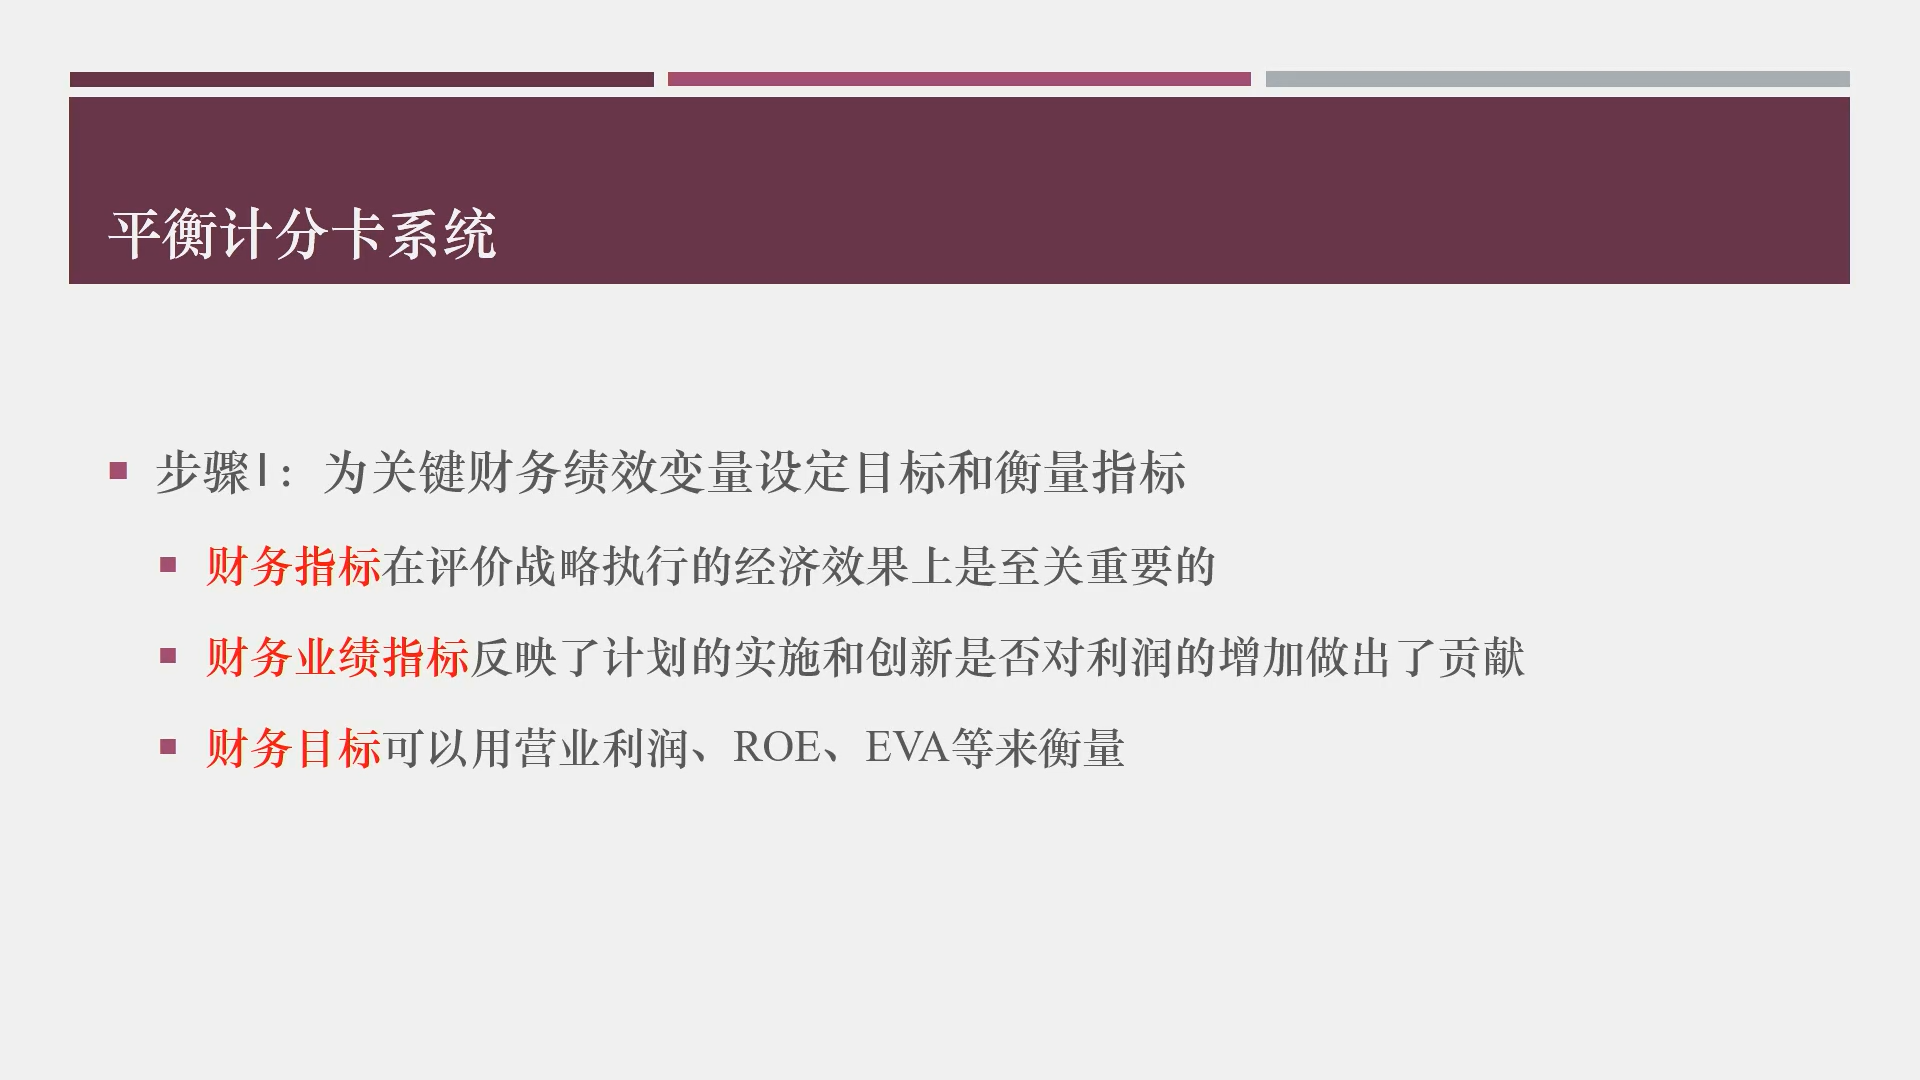 平衡计分卡系统
步骤1：为关键财务绩效变量设定目标和衡量指标
财务指标在评价战略执行的经济效果上是至关重要的
财务业绩指标反映了计划的实施和创新是否对利润的增加做出了贡献
财务目标可以用营业利润、ROE、EVA等来衡量